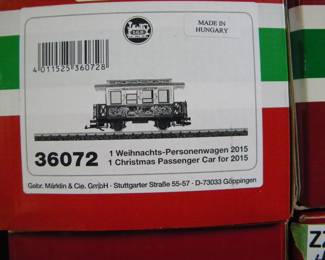 LGB
MADE IN
HUNGARY
4 011525 360728
36072
1 Weihnachts-Personenwagen 2015
1 Christmas Passenger Car for 2015
Gebr. Märklin & Cie. GmbH · Stuttgarter Straße 55-57 · D-73033 Göppingen